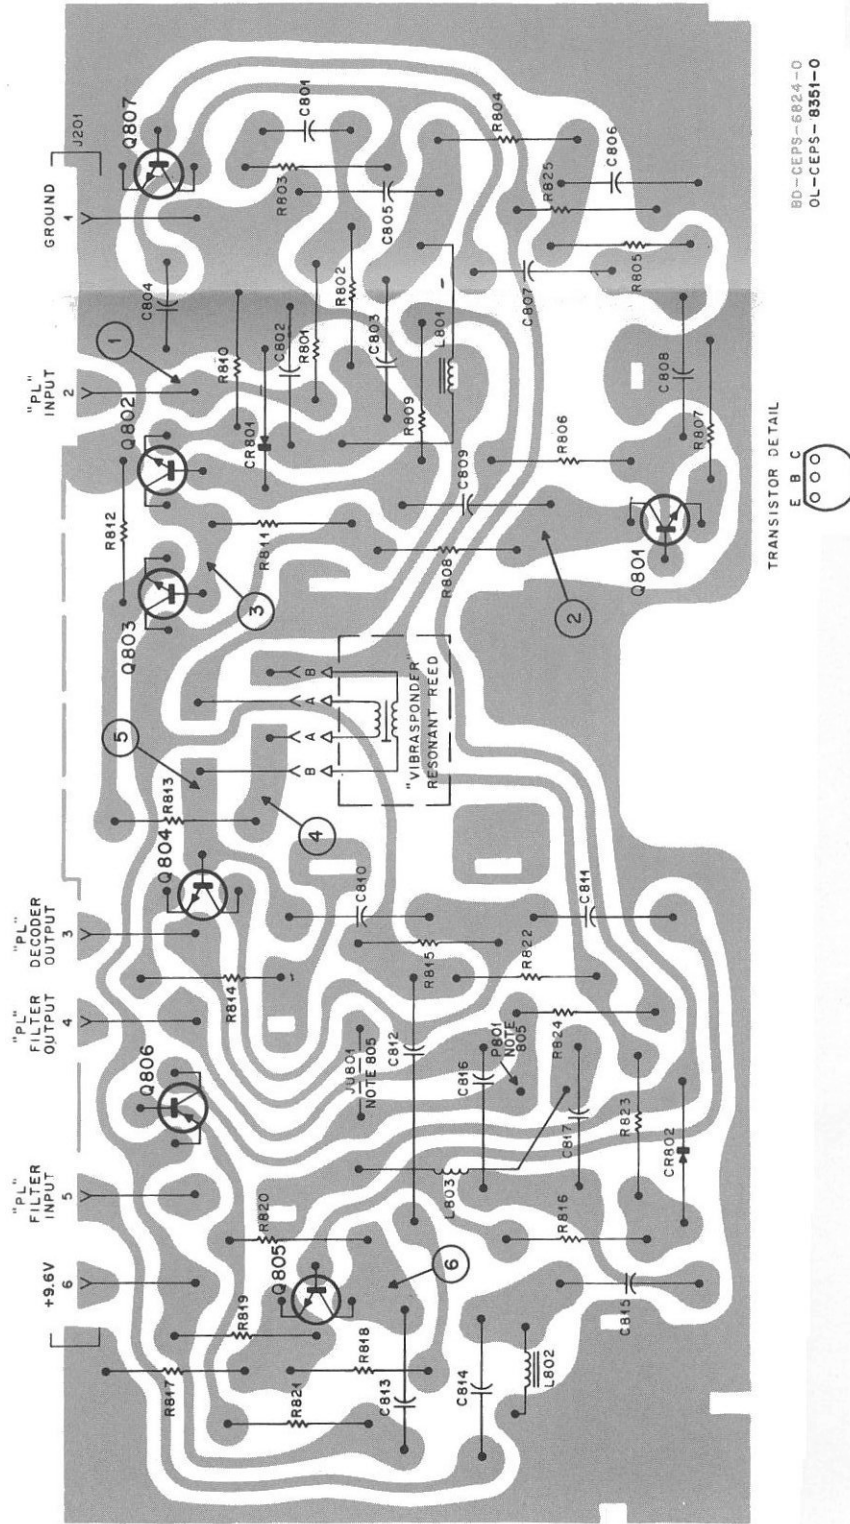 +9.6V
6
"PL"
FILTER
INPUT
5
"PL"
FILTER
OUTPUT
4
"PL"
DECODER
OUTPUT
3
"PL"
INPUT
2
GROUND
1
J201
R817
R819
Q805
R820
Q806
R814
Q804
R813
5
Q803
R812
Q802
1
C804
Q807
R821
R818
C813
6
JU801
NOTE 805
C812
C810
4
B
A
A
B
"VIBRASPONDER"
RESONANT REED
3
R811
CR801
R810
C802
R801
R802
R803
C801
C803
C805
C814
L802
L803
C816
P801
NOTE
805
R815
R822
R808
C809
R809
L801
C807
R804
R825
C806
C815
R816
C817
R824
C811
2
R806
R805
R823
CR802
Q801
R807
C808
TRANSISTOR DETAIL
E B C
BD-CEPS-6824-O
OL-CEPS-8351-O